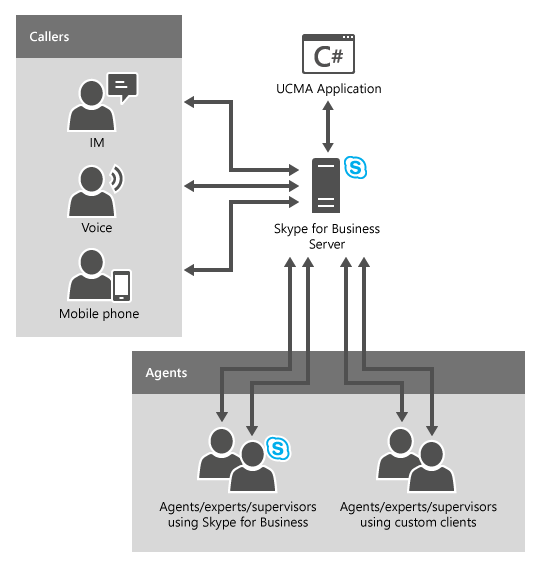 Callers
IM
Voice
Mobile phone
C#
UCMA Application
S
Skype for Business
Server
Agents
S
Agents/experts/supervisors
using Skype for Business
Agents/experts/supervisors
using custom clients